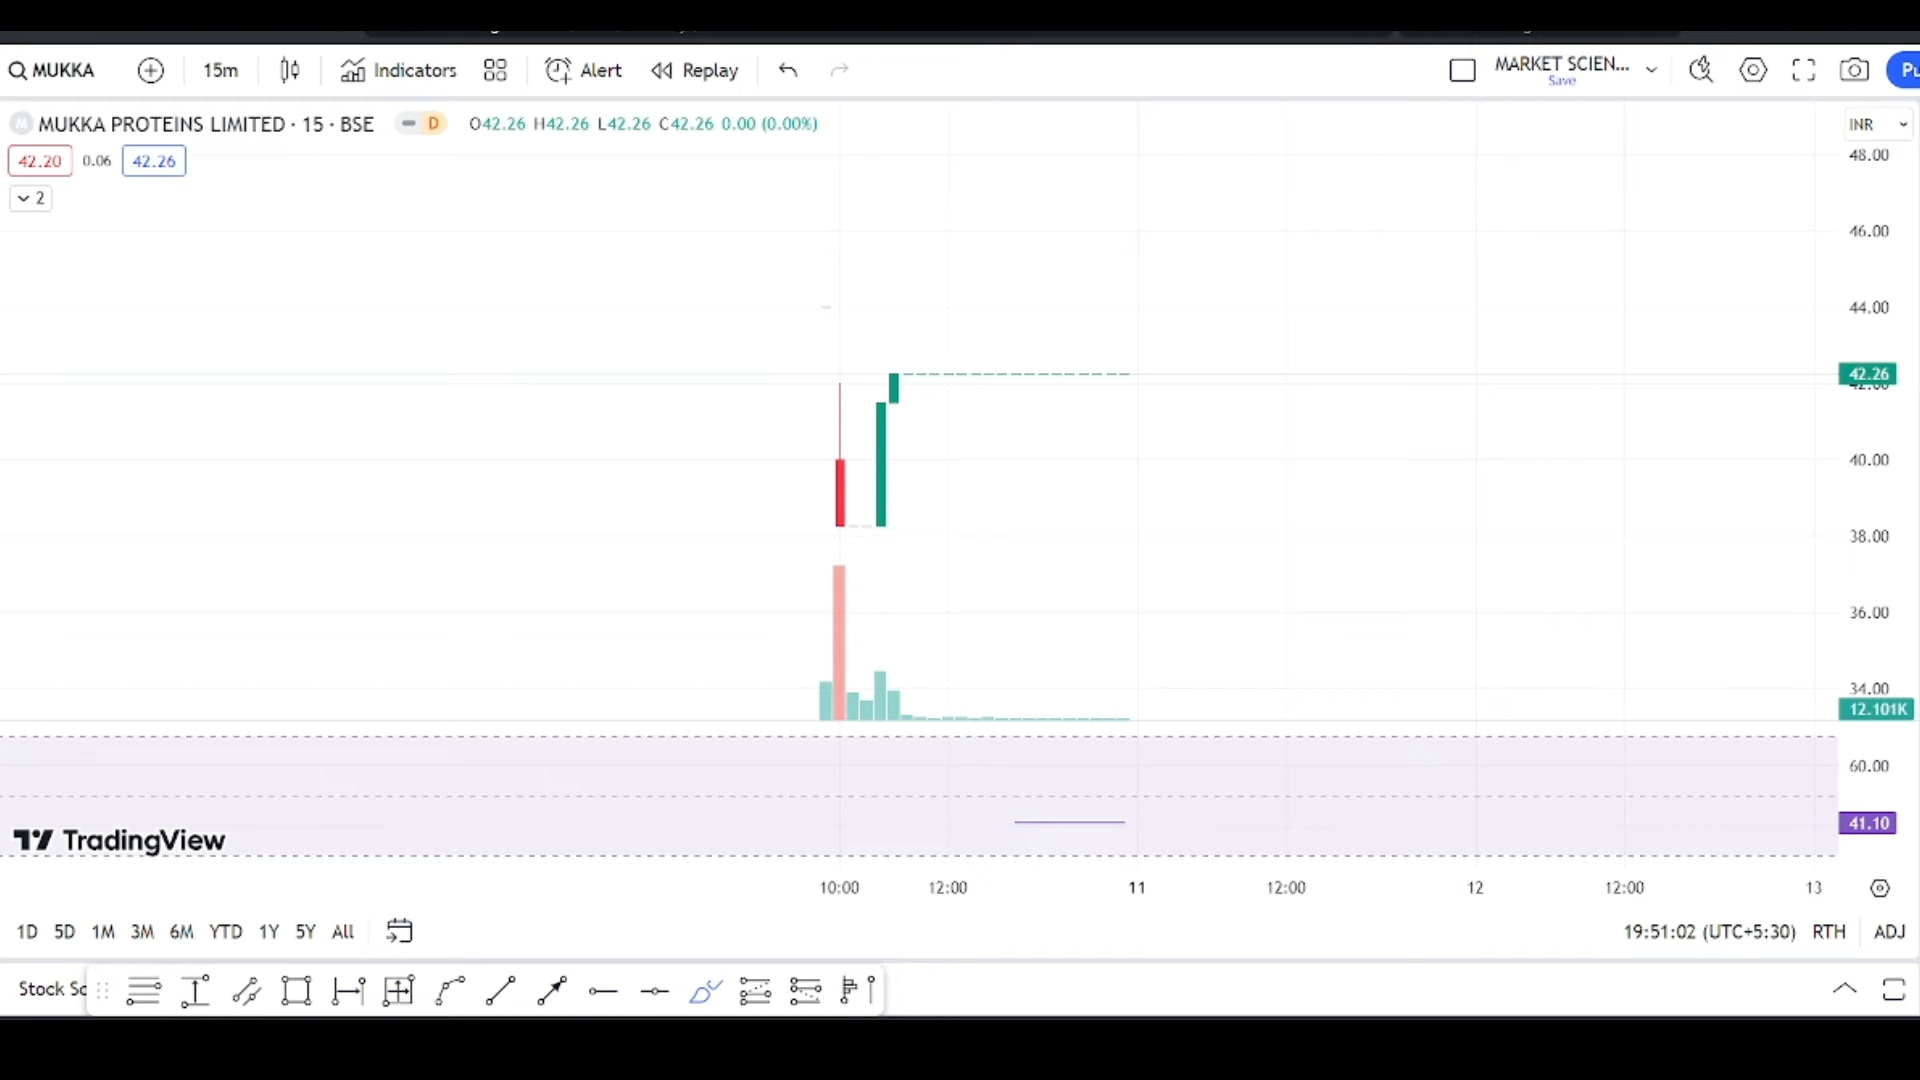 MUKKA 15m Indicators Alert Replay MARKET SCIEN... Pu
Save
M MUKKA PROTEINS LIMITED · 15 · BSE D O42.26 H42.26 L42.26 C42.26 0.00 (0.00%) INR
42.20 0.06 42.26
2
48.00
46.00
44.00
42.26
42.00
40.00
38.00
36.00
34.00
12.101K
60.00
41.10
TradingView
10:00 12:00 11 12:00 12 12:00 13
1D 5D 1M 3M 6M YTD 1Y 5Y All 19:51:02 (UTC+5:30) RTH ADJ
Stock Sc